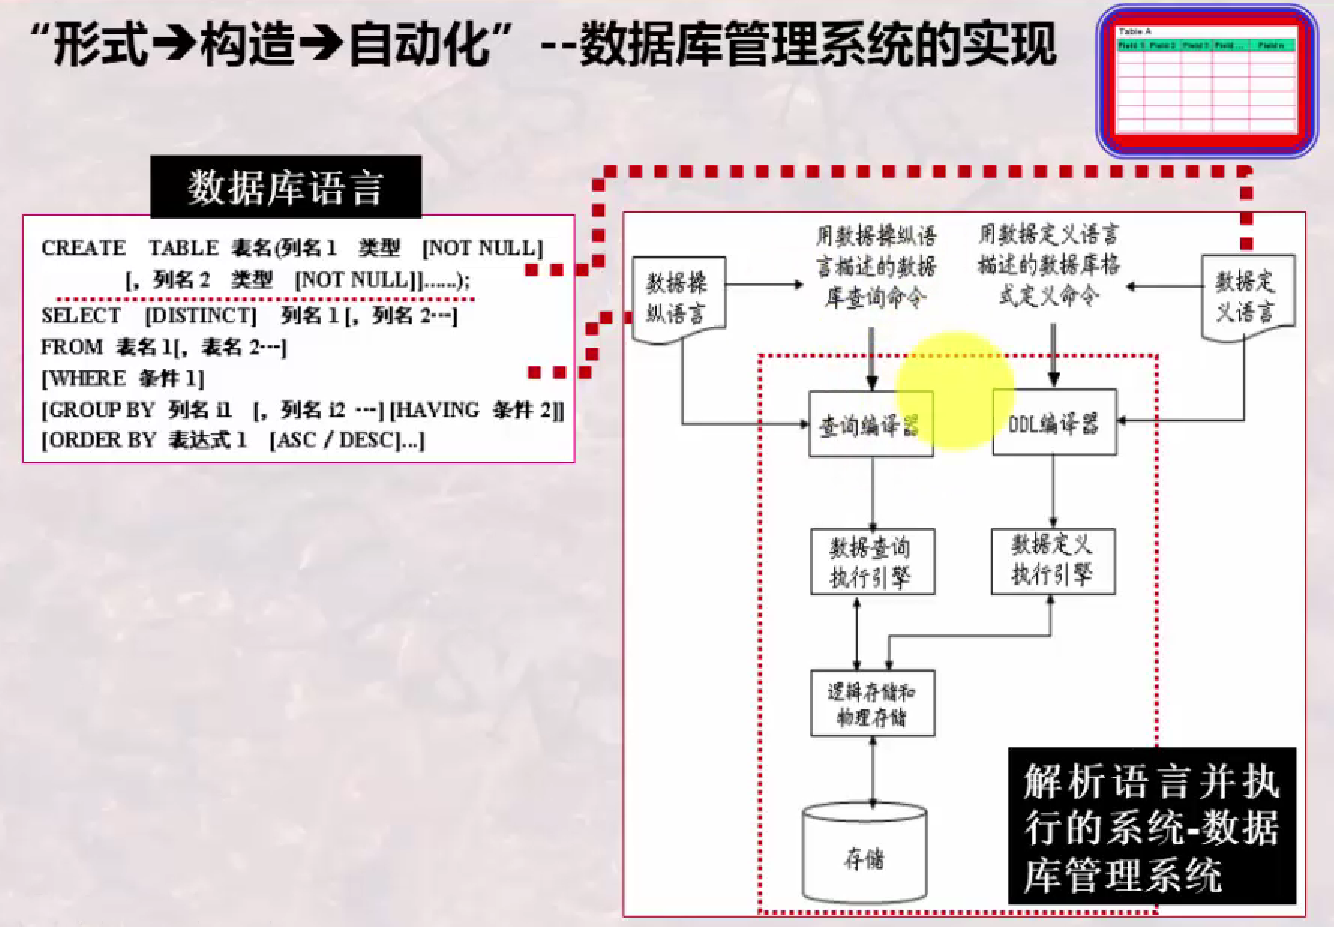 “形式➔构造➔自动化”--数据库管理系统的实现
Table A
Field 1 Field 2 Field 3 Field ... Field n
数据库语言
CREATE TABLE 表名(列名1 类型 [NOT NULL]
[, 列名2 类型 [NOT NULL]]……);
SELECT [DISTINCT] 列名1 [, 列名2…]
FROM 表名1[, 表名2…]
[WHERE 条件1]
[GROUP BY 列名i1 [, 列名i2 …] [HAVING 条件2]]
[ORDER BY 表达式1 [ASC / DESC]...]
数据操
纵语言
用数据操纵语
言描述的数据
库查询命令
用数据定义语言
描述的数据库格
式定义命令
数据定
义语言
查询编译器
DDL编译器
数据查询
执行引擎
数据定义
执行引擎
逻辑存储和
物理存储
存储
解析语言并执
行的系统-数据
库管理系统